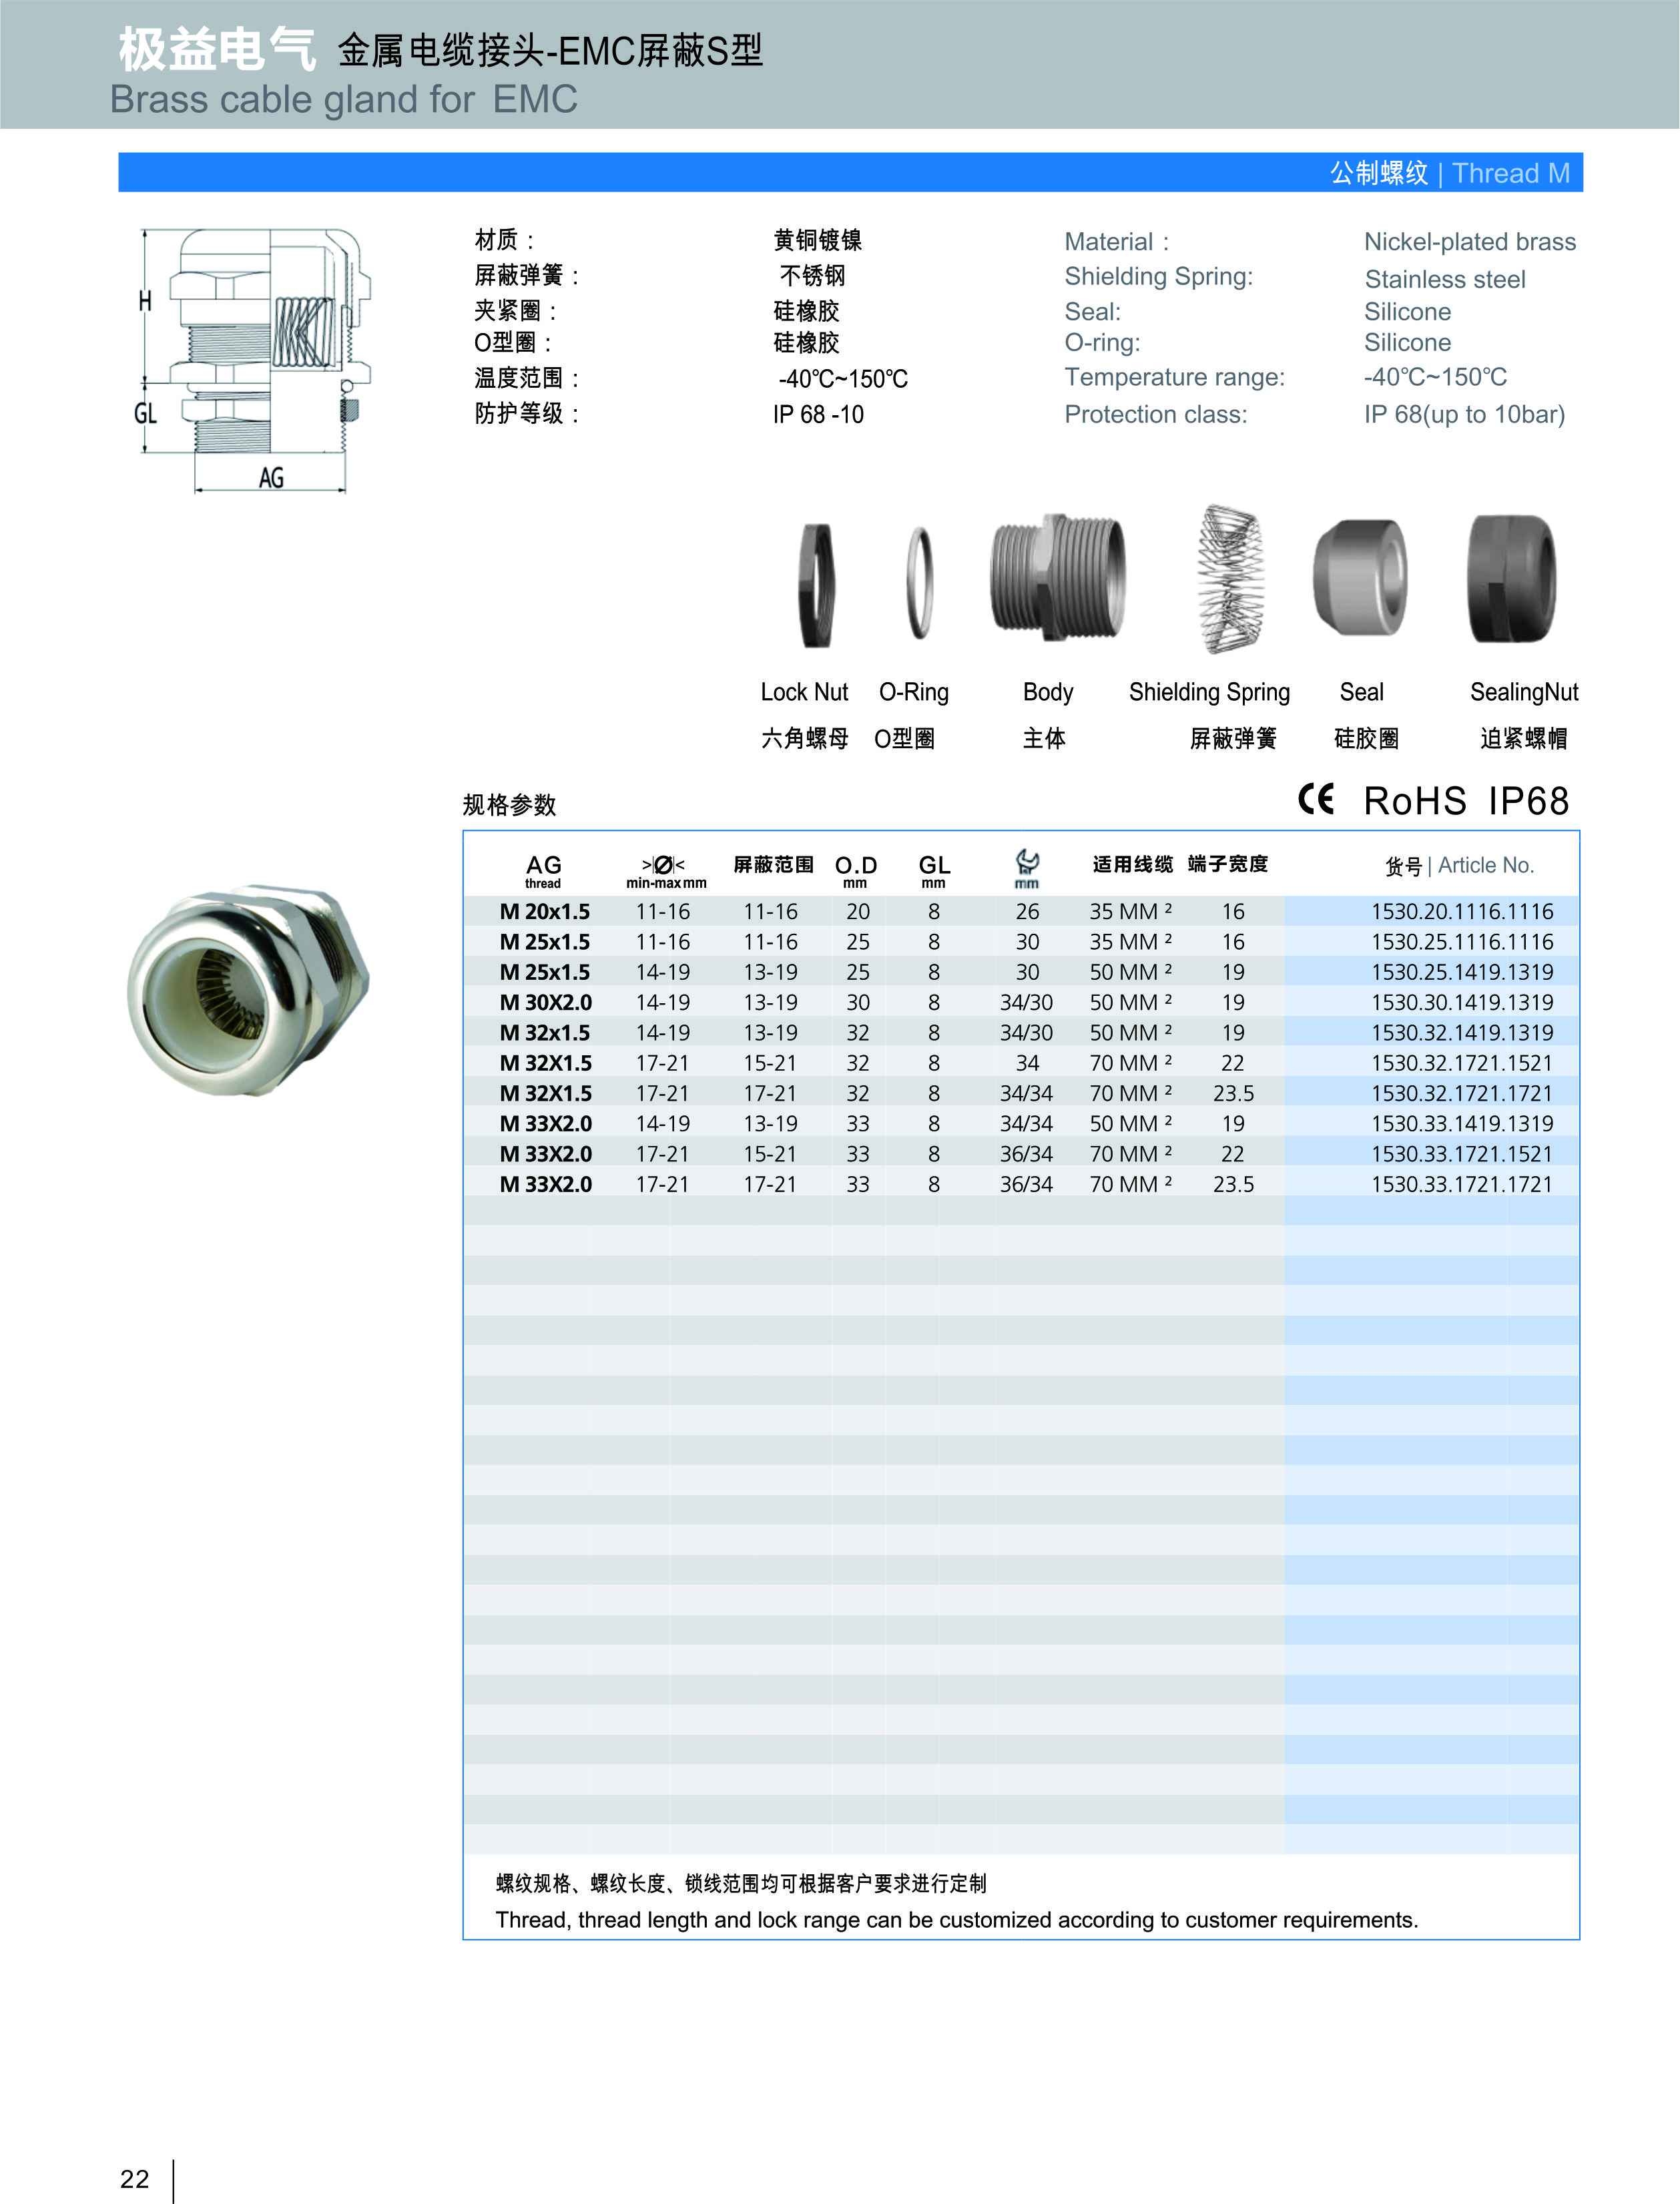 极益电气 金属电缆接头-EMC屏蔽S型
Brass cable gland for EMC
公制螺纹 | Thread M
材质： 黄铜镀镍 Material： Nickel-plated brass
屏蔽弹簧： 不锈钢 Shielding Spring: Stainless steel
夹紧圈： 硅橡胶 Seal: Silicone
O型圈： 硅橡胶 O-ring: Silicone
温度范围： -40℃~150℃ Temperature range: -40℃~150℃
防护等级： IP 68 -10 Protection class: IP 68(up to 10bar)
H
GL
AG
Lock Nut O-Ring Body Shielding Spring Seal SealingNut
六角螺母 O型圈 主体 屏蔽弹簧 硅胶圈 迫紧螺帽
规格参数 CE RoHS IP68
AG >|Ø|< 屏蔽范围 O.D GL 适用线缆 端子宽度 货号 | Article No.
thread min-max mm mm mm mm
M 20x1.5 11-16 11-16 20 8 26 35 MM ² 16 1530.20.1116.1116
M 25x1.5 11-16 11-16 25 8 30 35 MM ² 16 1530.25.1116.1116
M 25x1.5 14-19 13-19 25 8 30 50 MM ² 19 1530.25.1419.1319
M 30X2.0 14-19 13-19 30 8 34/30 50 MM ² 19 1530.30.1419.1319
M 32x1.5 14-19 13-19 32 8 34/30 50 MM ² 19 1530.32.1419.1319
M 32X1.5 17-21 15-21 32 8 34 70 MM ² 22 1530.32.1721.1521
M 32X1.5 17-21 17-21 32 8 34/34 70 MM ² 23.5 1530.32.1721.1721
M 33X2.0 14-19 13-19 33 8 34/34 50 MM ² 19 1530.33.1419.1319
M 33X2.0 17-21 15-21 33 8 36/34 70 MM ² 22 1530.33.1721.1521
M 33X2.0 17-21 17-21 33 8 36/34 70 MM ² 23.5 1530.33.1721.1721
螺纹规格、螺纹长度、锁线范围均可根据客户要求进行定制
Thread, thread length and lock range can be customized according to customer requirements.
22